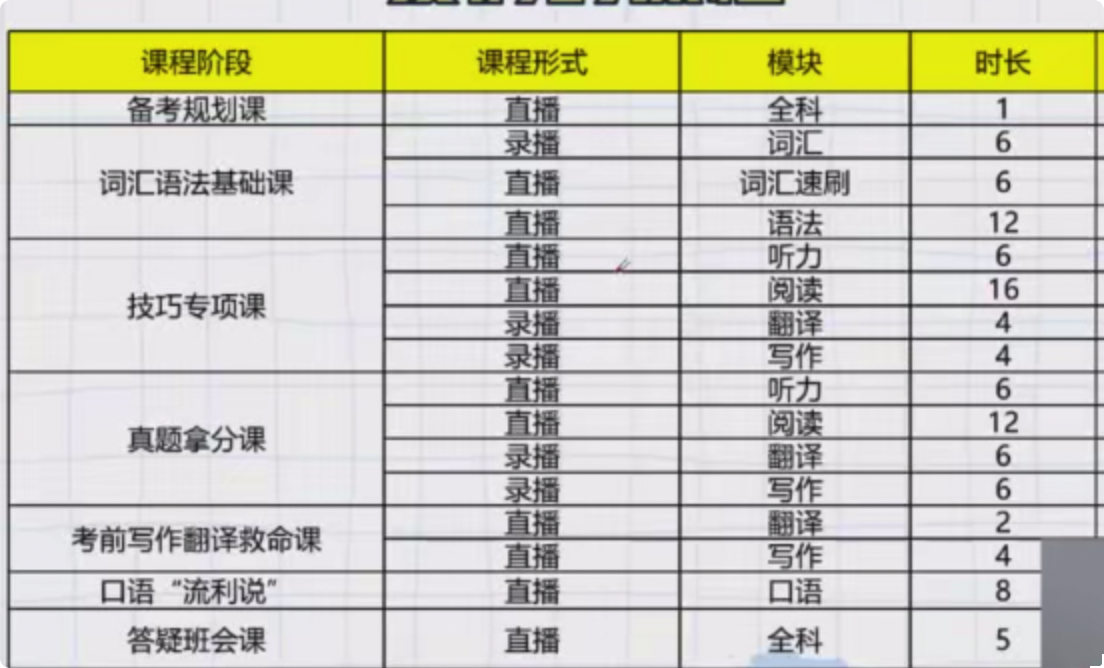 课程阶段 课程形式 模块 时长
备考规划课 直播 全科 1
词汇语法基础课 录播 词汇 6
直播 词汇速刷 6
直播 语法 12
技巧专项课 直播 听力 6
直播 阅读 16
录播 翻译 4
录播 写作 4
真题拿分课 直播 听力 6
直播 阅读 12
录播 翻译 6
录播 写作 6
考前写作翻译救命课 直播 翻译 2
直播 写作 4
口语“流利说” 直播 口语 8
答疑班会课 直播 全科 5